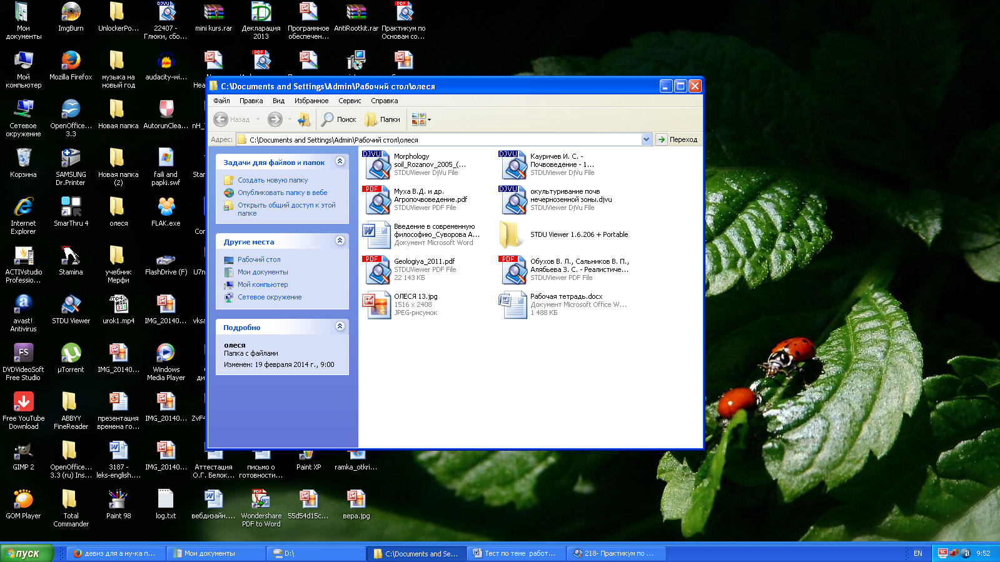 Мои
документы
ImgBurn
UnlockerPo...
22407 -
Глюки, сбо...
mini kurs.rar
Декларация
2013
Программное
обеспечен...
AntiRootkit.rar
Практикум по
Основам со...
Мой
компьютер
Mozilla Firefox
музыка на
новый год
audacity-wi...
Сетевое
окружение
OpenOffice...
3.3
Новая папка
AutorunClea...
Корзина
SAMSUNG
Dr.Printer
Новая папка
(2)
faili and
papki.swf
Internet
Explorer
SmarThru 4
олеся
FLAK.exe
ACTIVstudio
Professio...
Stamina
учебник
Мерфи
FlashDrive (F)
avast!
Antivirus
STDU Viewer
urok1.mp4
IMG_20140...
DVDVideoSoft
Free Studio
µTorrent
IMG_20140...
Windows
Media Player
Free YouTube
Download
ABBYY
FineReader
презентация
времена го...
IMG_20140...
GIMP 2
OpenOffice...
3.3 (ru) Ins...
3187 -
leks-english....
IMG_20140...
Аттестация
О.Г. Белок...
письмо о
готовности...
Paint XP
ramka_otkri...
GOM Player
Total
Commander
Paint 98
log.txt
вебдизайн....
Wondershare
PDF to Word
55d54d15c...
вера.jpg
C:\Documents and Settings\Admin\Рабочий стол\олеся
Файл Правка Вид Избранное Сервис Справка
Назад Поиск Папки
Адрес: C:\Documents and Settings\Admin\Рабочий стол\олеся Переход
Задачи для файлов и папок
Создать новую папку
Опубликовать папку в вебе
Открыть общий доступ к этой
папке
Другие места
Рабочий стол
Мои документы
Мой компьютер
Сетевое окружение
Подробно
олеся
Папка с файлами
Изменен: 19 февраля 2014 г., 9:00
DJVU
Morphology
soil_Rozanov_2005_(...
STDUViewer DjVu File
DJVU
Кауричев И. С. -
Почвоведение - 1...
STDUViewer DjVu File
PDF
Муха В.Д. и др.
Агропочвоведение.pdf
STDUViewer PDF File
DJVU
окультуривание почв
нечерноземной зоны.djvu
STDUViewer DjVu File
Введение в современную
философию_Суворова А...
Документ Microsoft Word
STDU Viewer 1.6.206 + Portable
PDF
Geologiya_2011.pdf
STDUViewer PDF File
22 143 КБ
PDF
Обухов В. Л., Сальников В. П.,
Алябьева З. С. - Реалистиче...
STDUViewer PDF File
ОЛЕСЯ 13.jpg
1516 x 2408
JPEG-рисунок
Рабочая тетрадь.docx
Документ Microsoft Office W...
1 488 КБ
пуск
девиз для а ну-ка п...
Мои документы
D:\
C:\Documents and Se...
Тест по теме работ...
218- Практикум по ...
EN
9:52